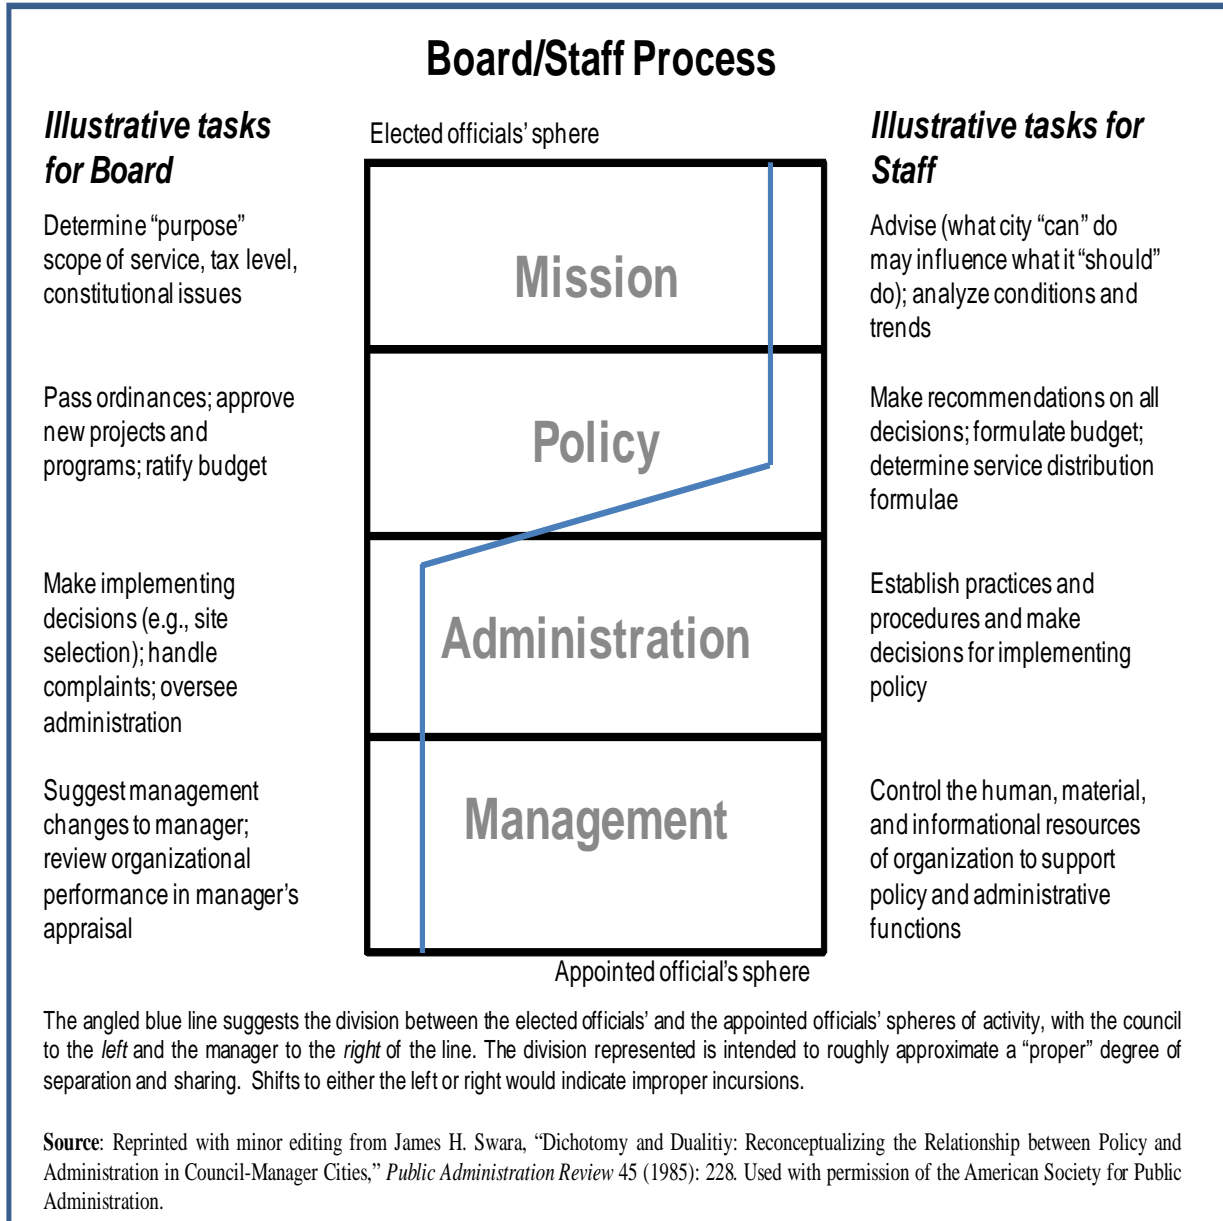 Board/Staff Process
Illustrative tasks
for Board
Elected officials' sphere
Illustrative tasks for
Staff
Determine “purpose”
scope of service, tax level,
constitutional issues
Mission
Advise (what city “can” do
may influence what it “should”
do); analyze conditions and
trends
Pass ordinances; approve
new projects and
programs; ratify budget
Policy
Make recommendations on all
decisions; formulate budget;
determine service distribution
formulae
Make implementing
decisions (e.g., site
selection); handle
complaints; oversee
administration
Administration
Establish practices and
procedures and make
decisions for implementing
policy
Suggest management
changes to manager;
review organizational
performance in manager's
appraisal
Management
Control the human, material,
and informational resources
of organization to support
policy and administrative
functions
Appointed official's sphere
The angled blue line suggests the division between the elected officials' and the appointed officials' spheres of activity, with the council
to the left and the manager to the right of the line. The division represented is intended to roughly approximate a “proper” degree of
separation and sharing. Shifts to either the left or right would indicate improper incursions.
Source: Reprinted with minor editing from James H. Swara, “Dichotomy and Dualitiy: Reconceptualizing the Relationship between Policy and
Administration in Council-Manager Cities,” Public Administration Review 45 (1985): 228. Used with permission of the American Society for Public
Administration.